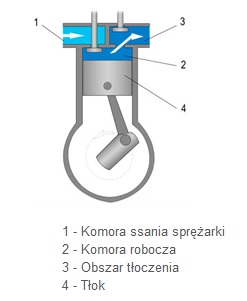 1
3
2
4
1 - Komora ssania sprężarki
2 - Komora robocza
3 - Obszar tłoczenia
4 - Tłok